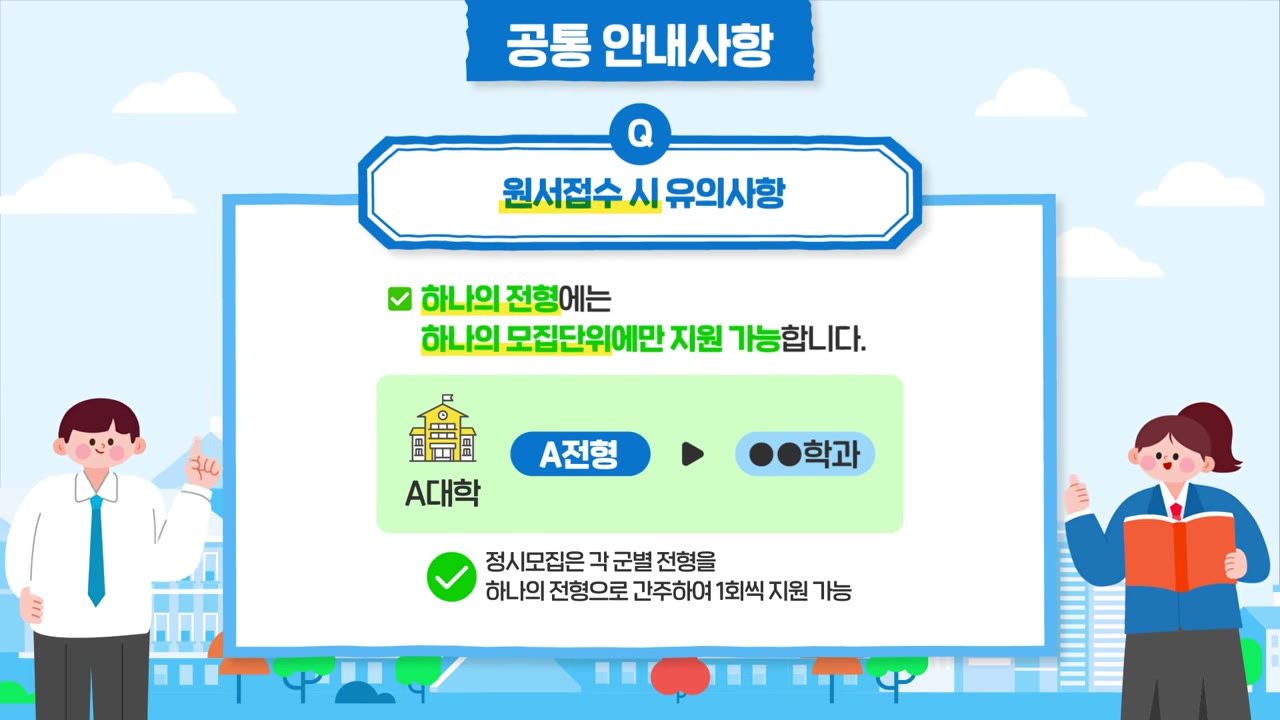 공통 안내사항
Q
원서접수 시 유의사항
하나의 전형에는
하나의 모집단위에만 지원 가능합니다.
A대학
A전형
●●학과
정시모집은 각 군별 전형을
하나의 전형으로 간주하여 1회씩 지원 가능